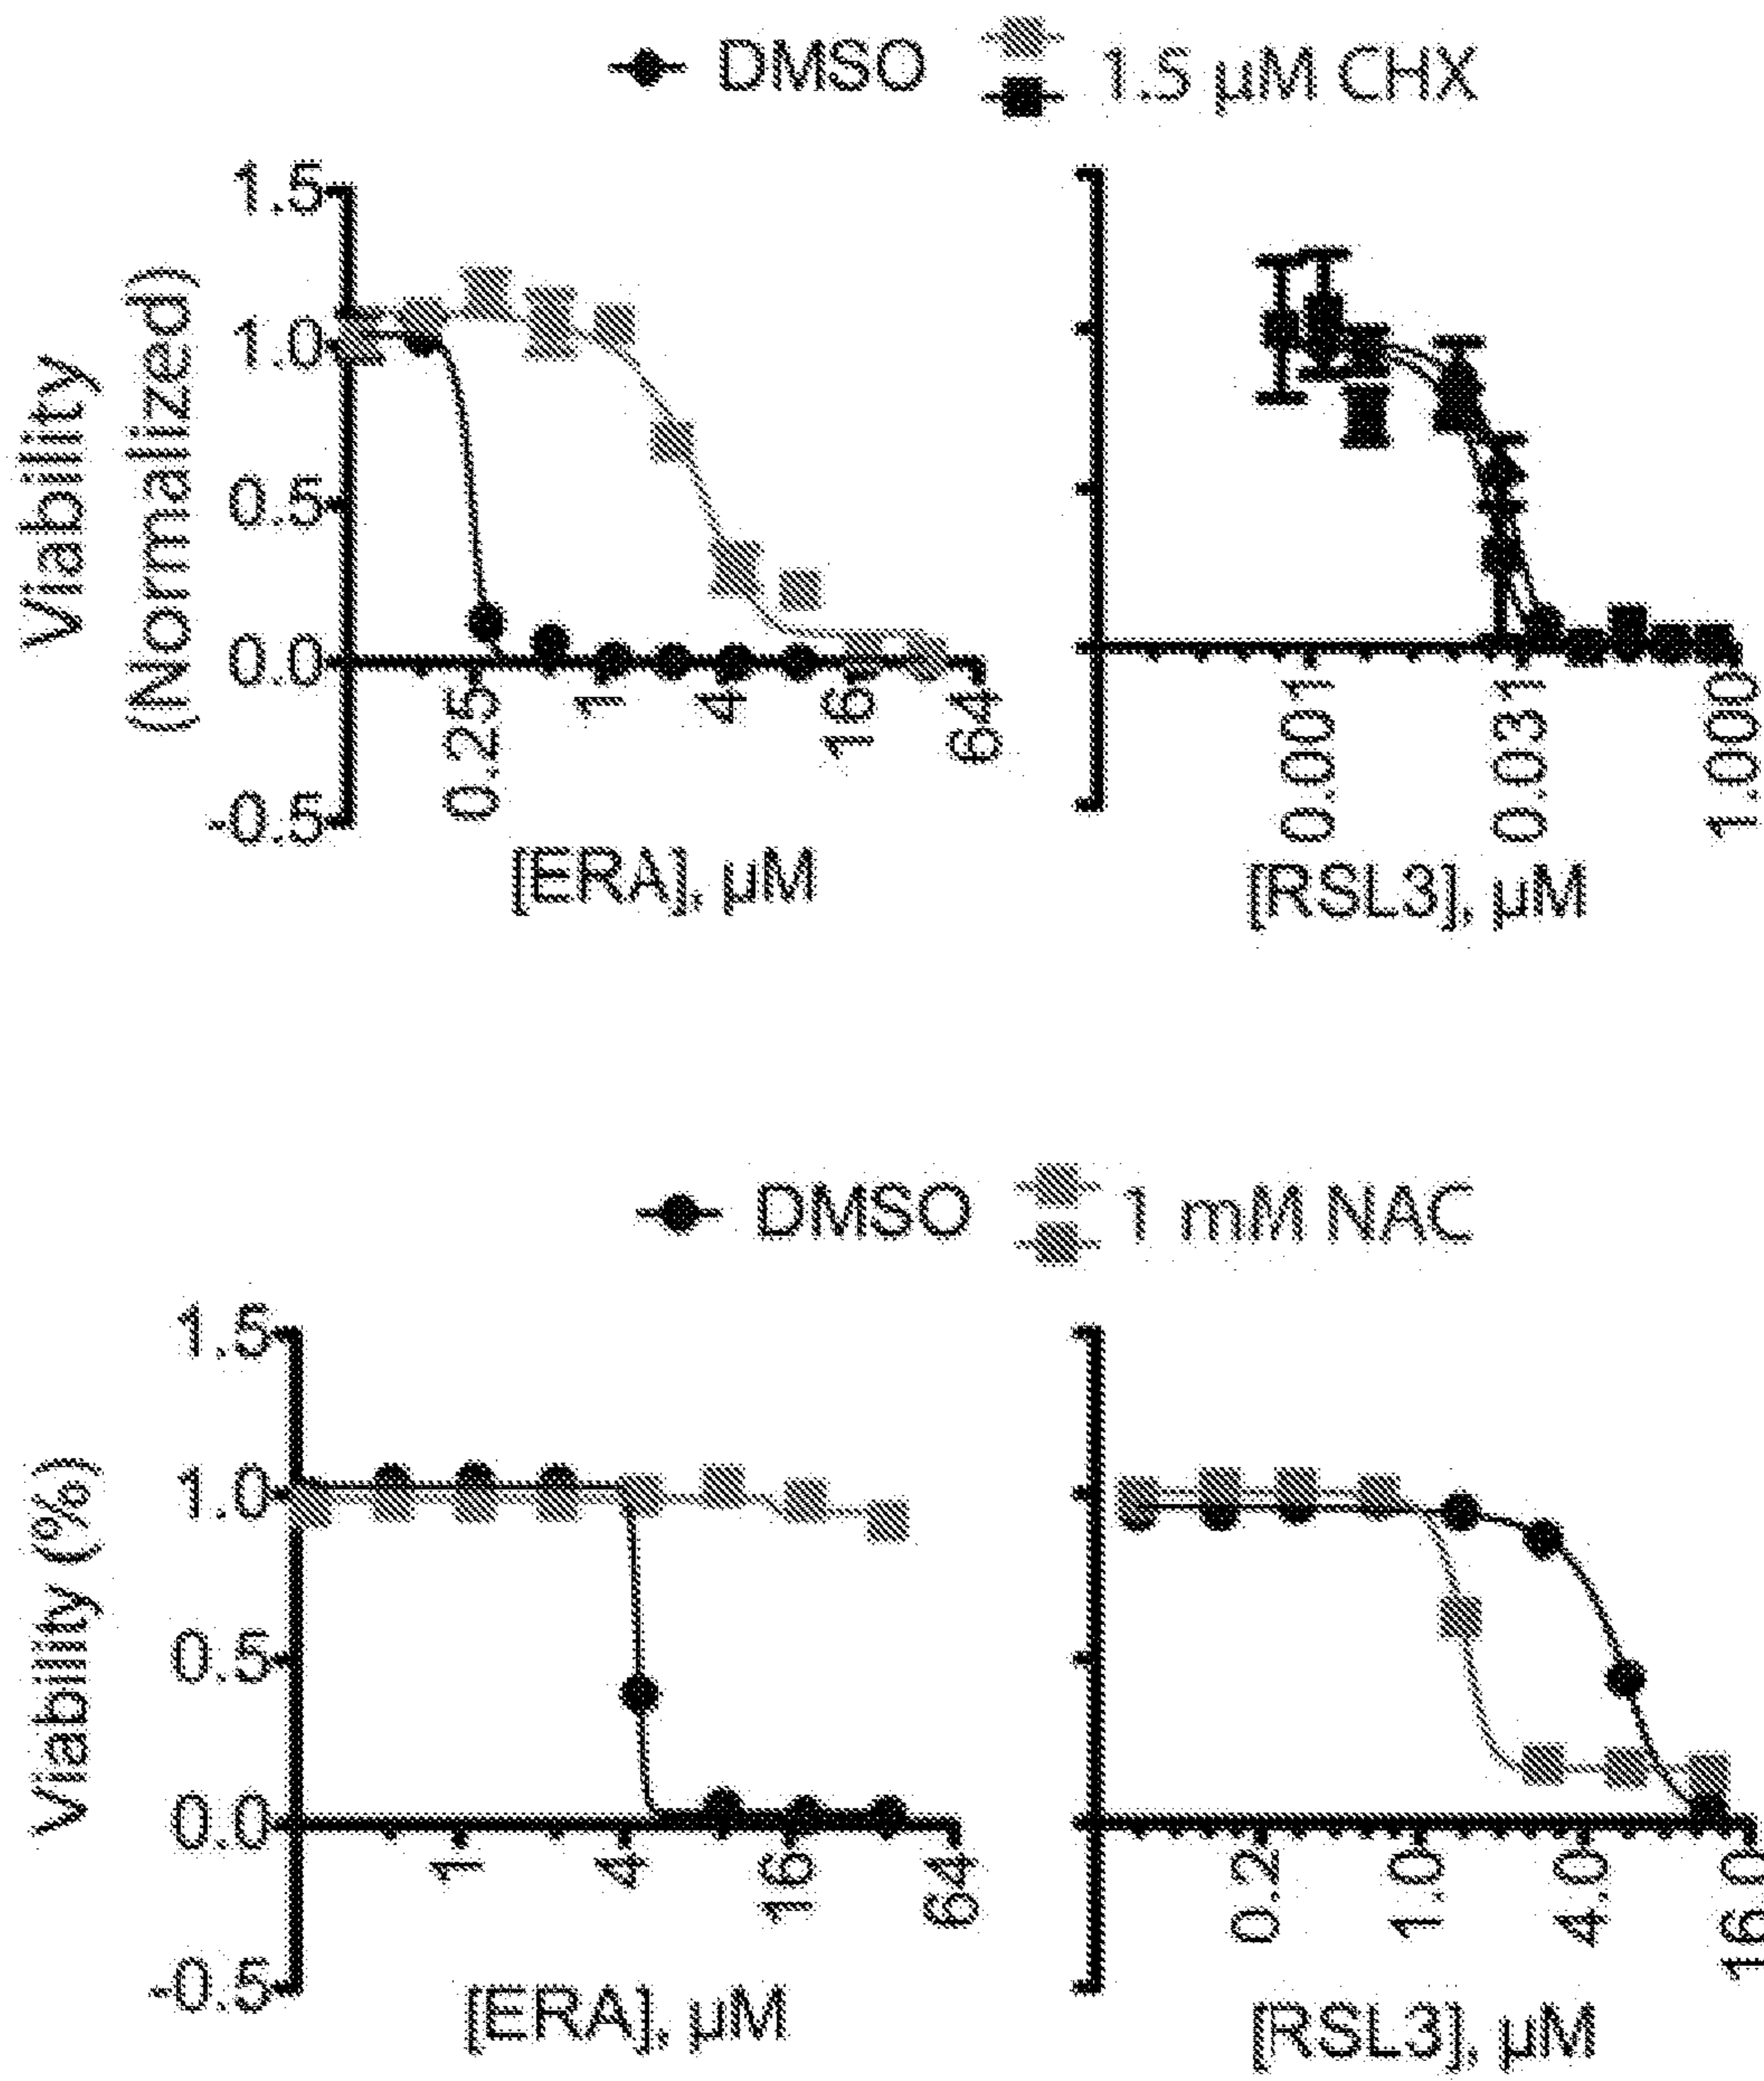 DMSO 1.5 µM CHX
Viability
(Normalized)
1.5
1.0
0.5
0.0
-0.5
0.25
1
4
16
64
[ERA], µM
0.001
0.031
1.000
[RSL3], µM
DMSO 1 mM NAC
Viability (%)
1.5
1.0
0.5
0.0
-0.5
1
4
16
64
[ERA], µM
0.2
1.0
4.0
16.0
[RSL3], µM